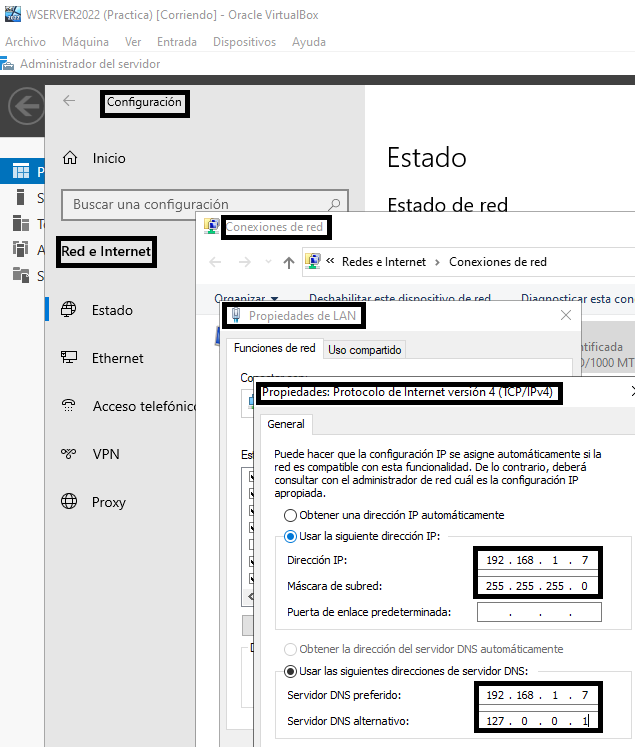 WSERVER2022 (Practica) [Corriendo] - Oracle VirtualBox
Archivo Máquina Ver Entrada Dispositivos Ayuda
Administrador del servidor
Configuración
Inicio
Estado
Buscar una configuración
Estado de red
Conexiones de red
Red e Internet
« Redes e Internet › Conexiones de red
Organizar Deshabilitar este dispositivo de red Diagnosticar esta
Estado
Propiedades de LAN
Funciones de red Uso compartido
Ethernet
Propiedades: Protocolo de Internet versión 4 (TCP/IPv4)
Acceso telefónico
General
VPN
Puede hacer que la configuración IP se asigne automáticamente si la
red es compatible con esta funcionalidad. De lo contrario, deberá
consultar con el administrador de red cuál es la configuración IP
apropiada.
Proxy
Obtener una dirección IP automáticamente
Usar la siguiente dirección IP:
Dirección IP: 192 . 168 . 1 . 7
Máscara de subred: 255 . 255 . 255 . 0
Puerta de enlace predeterminada: . . .
Obtener la dirección del servidor DNS automáticamente
Usar las siguientes direcciones de servidor DNS:
Servidor DNS preferido: 192 . 168 . 1 . 7
Servidor DNS alternativo: 127 . 0 . 0 . 1